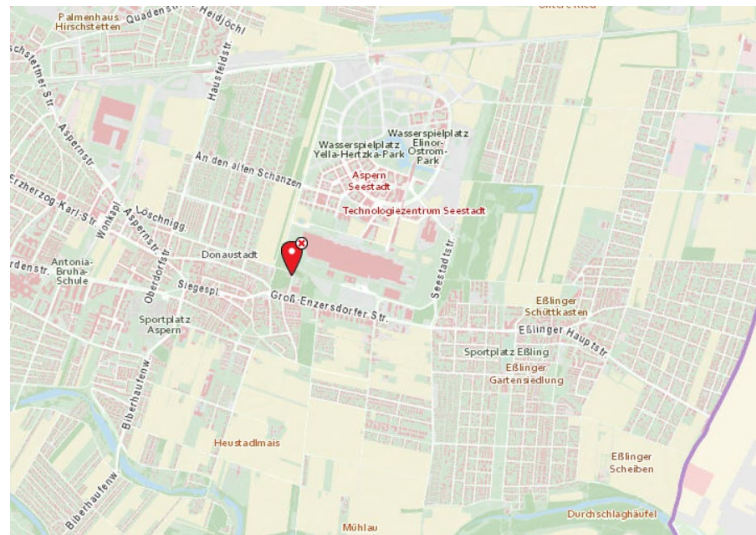 Palmenhaus
Hirschstetten
Quadenstr.
Heidjöchl
Hausfeldstr
Aspernstr
An den alten Schanzen
Wasserspielplatz
Yella-Hertzka-Park
Wasserspielplatz
Elinor-
Ostrom-
Park
Aspern
Seestadt
Technologiezentrum Seestadt
Erzherzog-Karl-Str
Wonkapl
Löschnigg
Aspernstr.
Oberdorfstr
Donaustadt
Antonia-
Bruha-
Schule
Siegespl.
Sportplatz
Aspern
Groß-Enzersdorfer Str.
Seestadtstr.
Eßlinger
Schüttkasten
Eßlinger Hauptstr
Sportplatz Eßling
Eßlinger
Gartensiedlung
Biberhaufenw
Heustadlmais
Eßlinger
Scheiben
Biberhaufenw
Mühlau
Durchschlaghäufel